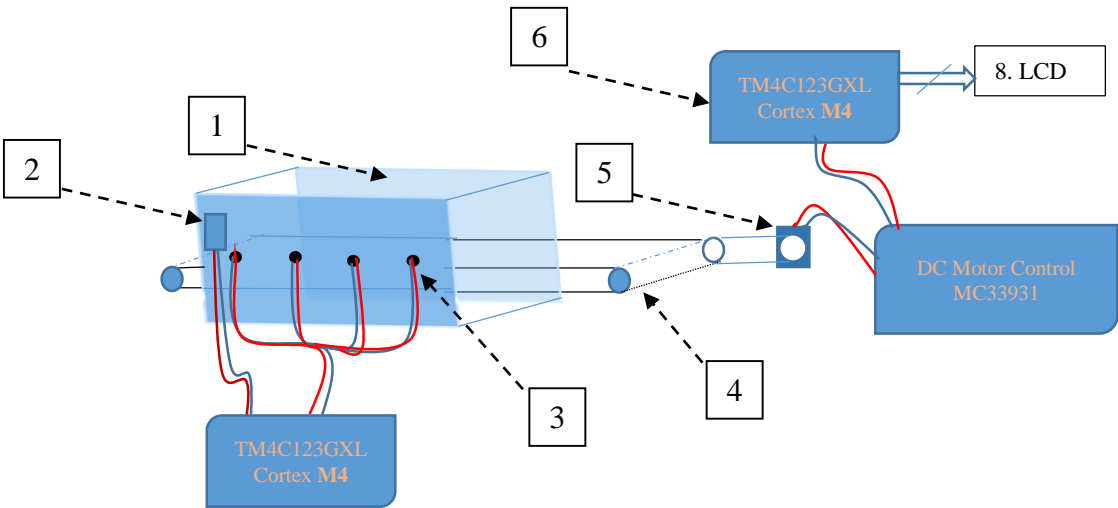 6
TM4C123GXL
Cortex M4
8. LCD
1
2
5
DC Motor Control
MC33931
4
3
TM4C123GXL
Cortex M4